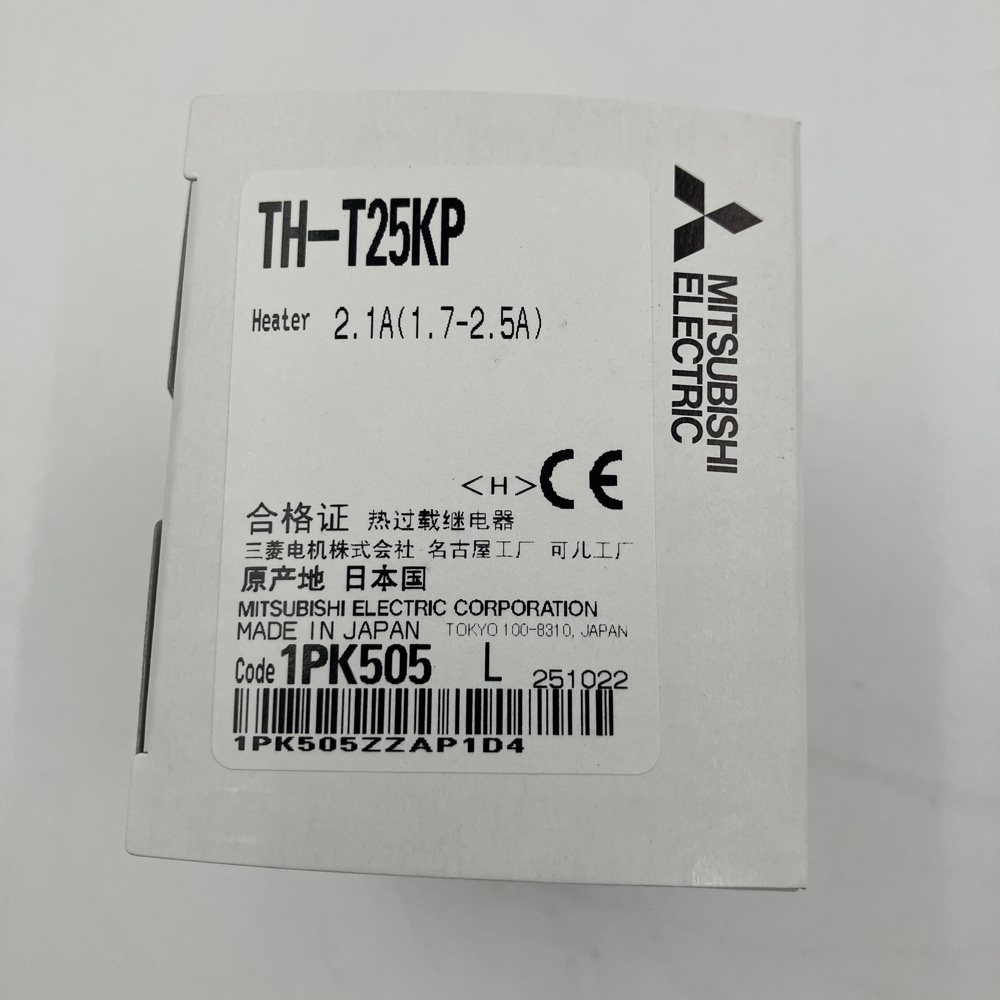 TH-T25KP
Heater 2.1A(1.7-2.5A)
<H> CE
合格证 热过载继电器
三菱电机株式会社 名古屋工厂 可儿工厂
原产地 日本国
MITSUBISHI ELECTRIC CORPORATION
MADE IN JAPAN TOKYO 100-8310, JAPAN
Code 1PK505 L 251022
1PK505ZZAP1D4
MITSUBISHI
ELECTRIC